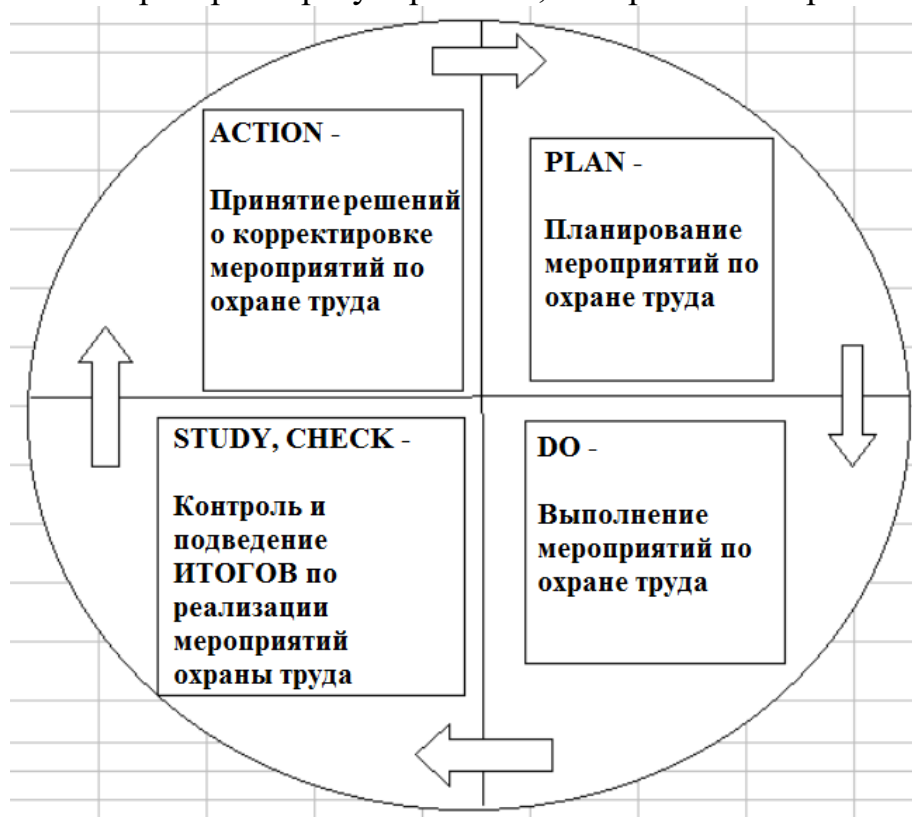 ACTION -
Принятие решений
о корректировке
мероприятий по
охране труда
PLAN -
Планирование
мероприятий по
охране труда
STUDY, CHECK -
Контроль и
подведение
ИТОГОВ по
реализации
мероприятий
охраны труда
DO -
Выполнение
мероприятий по
охране труда